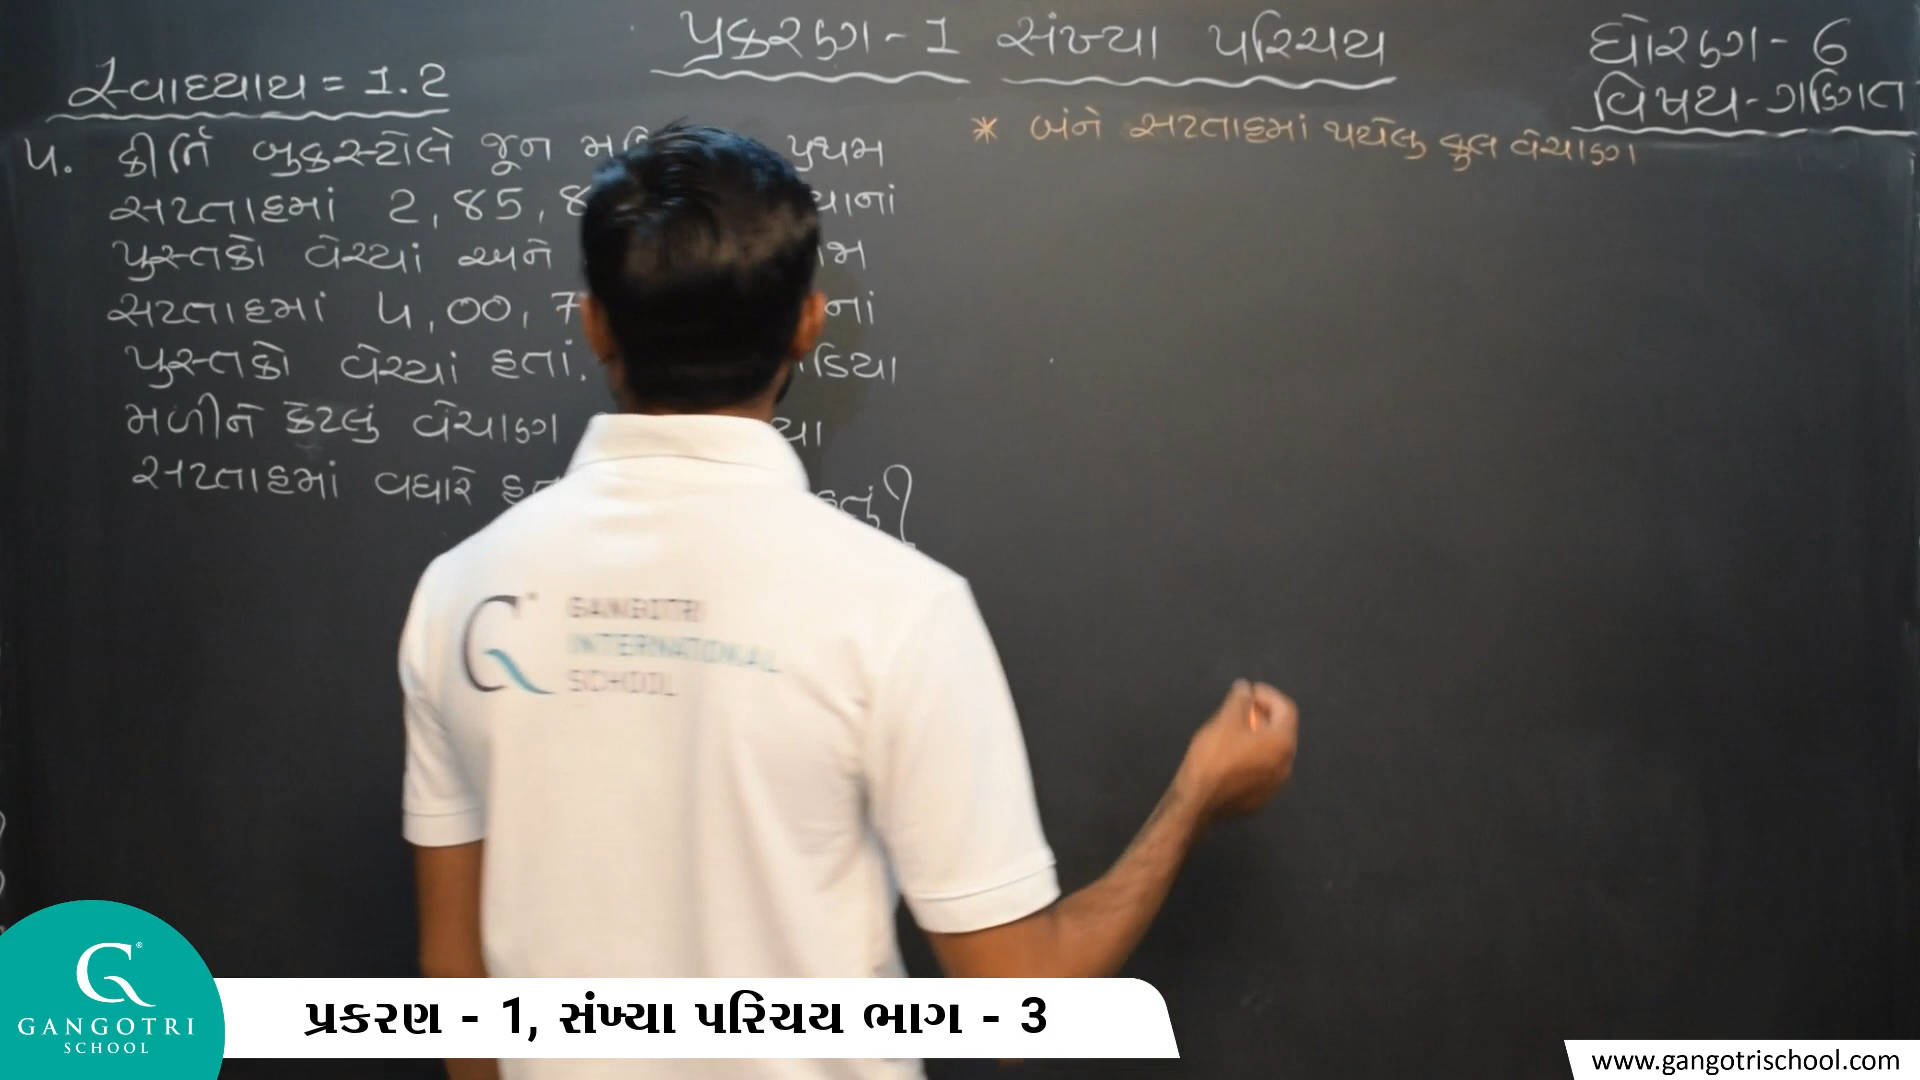 પ્રકરણ - 1 સંખ્યા પરિચય
ધોરણ - 6
વિષય - ગણિત
સ્વાધ્યાય = 1.2
૫. કીર્તિ બુકસ્ટોલે જૂન પ્રથમ
સપ્તાહમાં 2,85,8
પુસ્તકો વેચ્યાં અને
સપ્તાહમાં 4,00,7
પુસ્તકો વેચ્યાં હતાં.
મળીને કેટલું વેચાણ
સપ્તાહમાં વધારે હતું?
* બંને સપ્તાહમાં થયેલુ કુલ વેચાણ
GANGOTRI
INTERNATIONAL
SCHOOL
GANGOTRI
SCHOOL
પ્રકરણ - 1, સંખ્યા પરિચય ભાગ - 3
www.gangotrischool.com